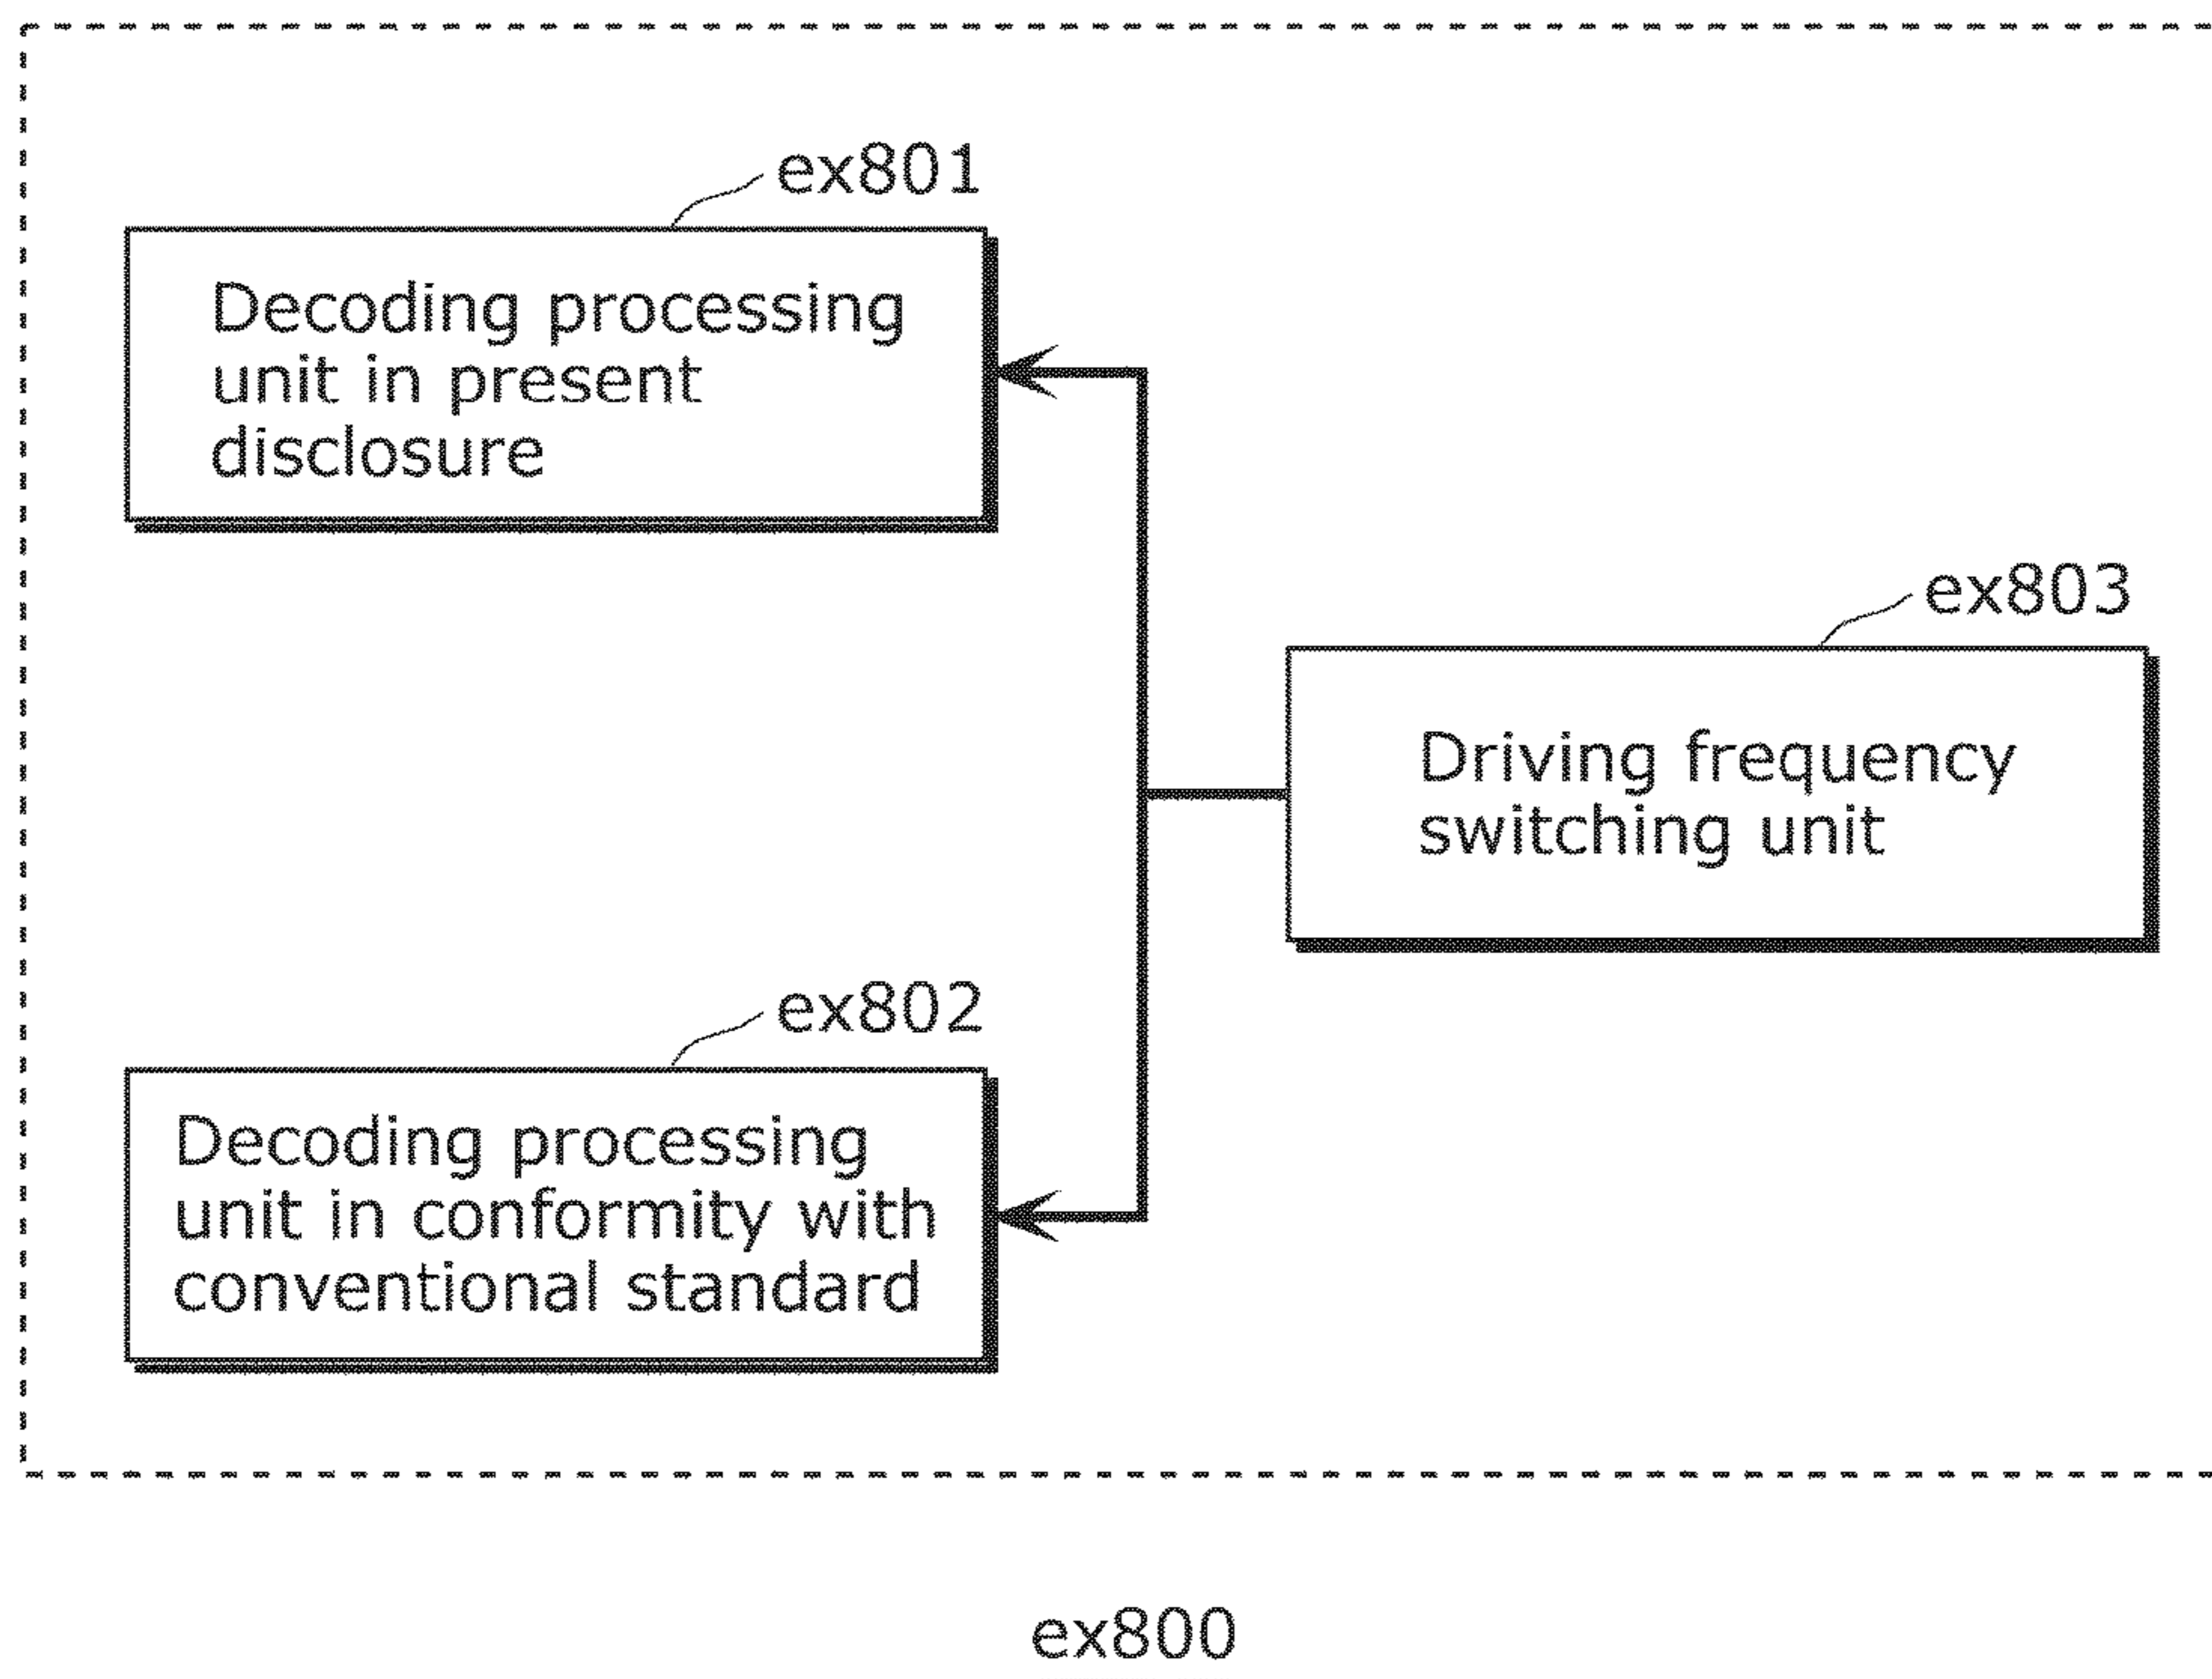 ex801
Decoding processing
unit in present
disclosure
ex803
Driving frequency
switching unit
ex802
Decoding processing
unit in conformity with
conventional standard
ex800